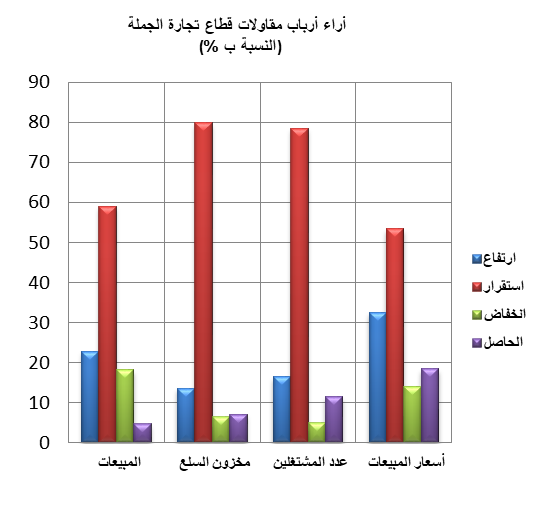 أراء أرباب مقاولات قطاع تجارة الجملة
(النسبة ب %)
90
80
70
60
50
40
30
20
10
0
ارتفاع
استقرار
انخفاض
الحاصل
المبيعات
مخزون السلع
عدد المشتغلين
أسعار المبيعات